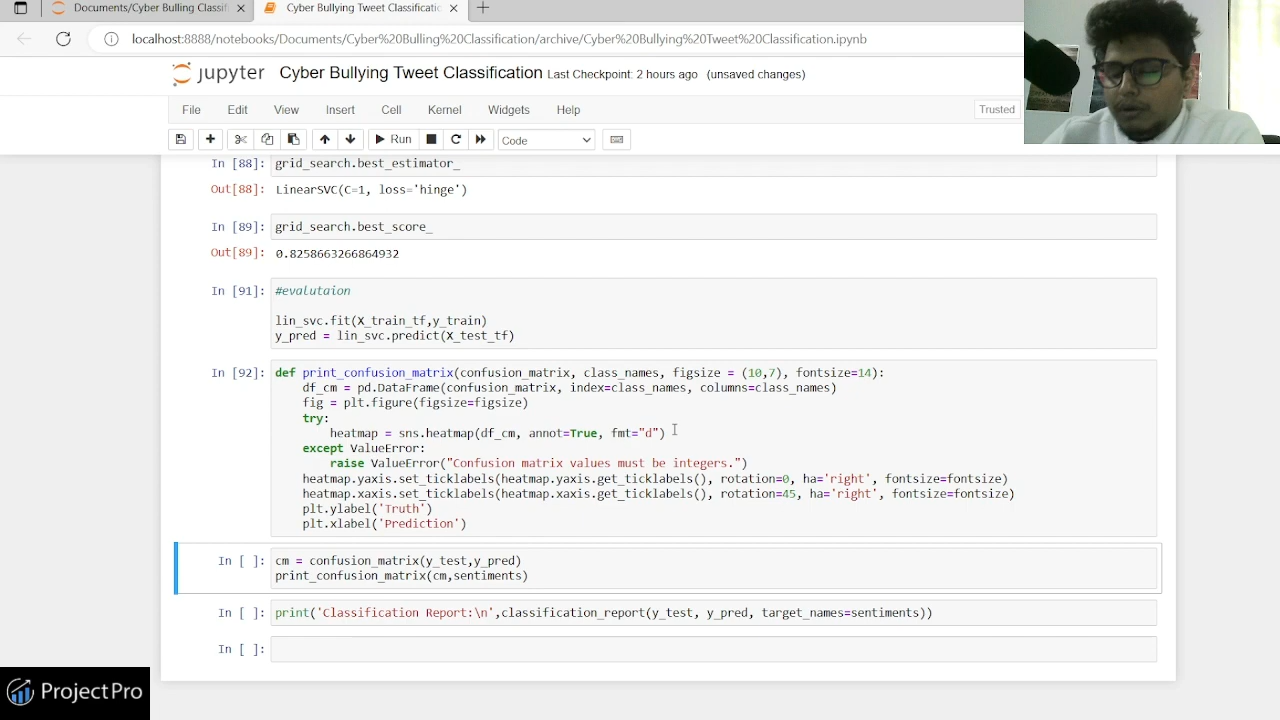 Documents/Cyber Bulling Classifi
Cyber Bullying Tweet Classificatio
localhost:8888/notebooks/Documents/Cyber%20Bulling%20Classification/archive/Cyber%20Bullying%20Tweet%20Classification.ipynb
jupyter Cyber Bullying Tweet Classification Last Checkpoint: 2 hours ago (unsaved changes)
File Edit View Insert Cell Kernel Widgets Help
Trusted
Run
Code
In [88]: grid_search.best_estimator_
Out[88]: LinearSVC(C=1, loss='hinge')
In [89]: grid_search.best_score_
Out[89]: 0.8258663266864932
In [91]: #evalutaion
lin_svc.fit(X_train_tf,y_train)
y_pred = lin_svc.predict(X_test_tf)
In [92]: def print_confusion_matrix(confusion_matrix, class_names, figsize = (10,7), fontsize=14):
df_cm = pd.DataFrame(confusion_matrix, index=class_names, columns=class_names)
fig = plt.figure(figsize=figsize)
try:
heatmap = sns.heatmap(df_cm, annot=True, fmt="d")
except ValueError:
raise ValueError("Confusion matrix values must be integers.")
heatmap.yaxis.set_ticklabels(heatmap.yaxis.get_ticklabels(), rotation=0, ha='right', fontsize=fontsize)
heatmap.xaxis.set_ticklabels(heatmap.xaxis.get_ticklabels(), rotation=45, ha='right', fontsize=fontsize)
plt.ylabel('Truth')
plt.xlabel('Prediction')
In [ ]: cm = confusion_matrix(y_test,y_pred)
print_confusion_matrix(cm,sentiments)
In [ ]: print('Classification Report:\n',classification_report(y_test, y_pred, target_names=sentiments))
In [ ]:
ProjectPro